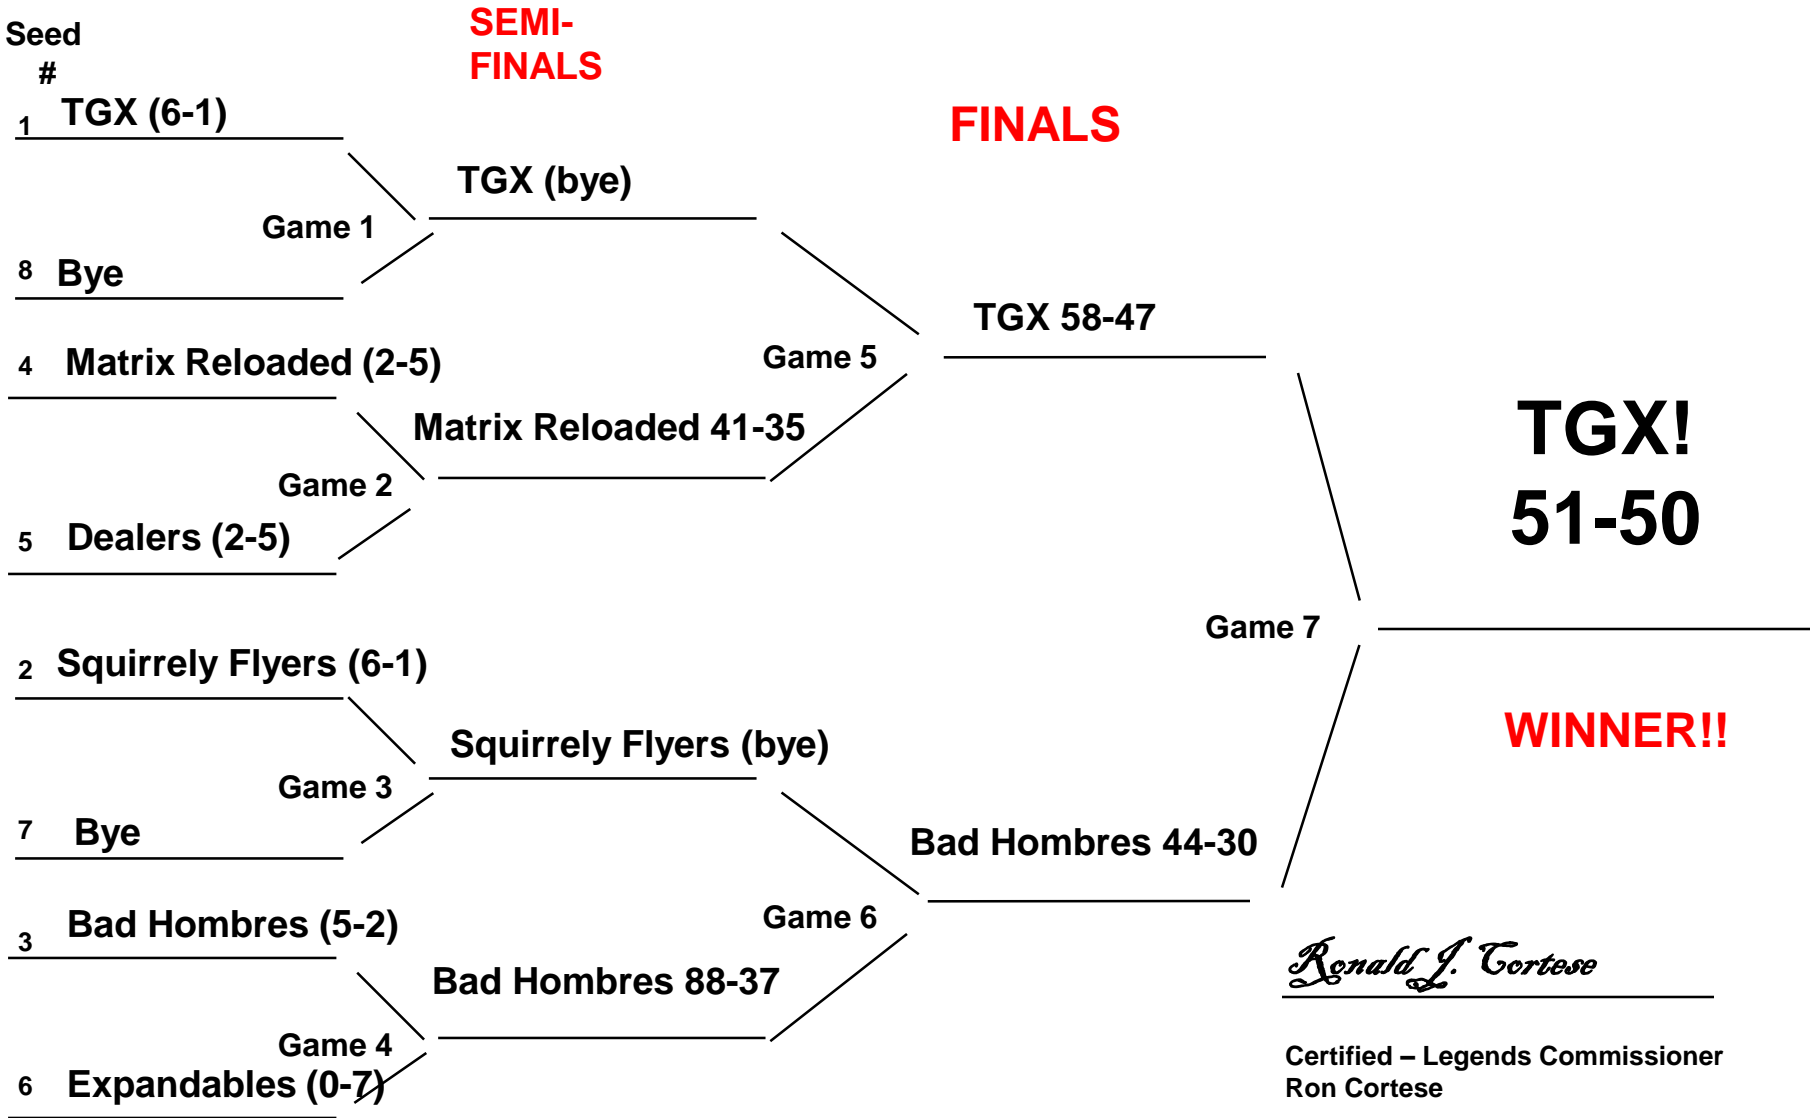 Seed
#
SEMI-
FINALS
FINALS
1 TGX (6-1)
TGX (bye)
Game 1
8 Bye
TGX 58-47
4 Matrix Reloaded (2-5)
Game 5
Matrix Reloaded 41-35
TGX!
51-50
Game 2
5 Dealers (2-5)
Game 7
2 Squirrely Flyers (6-1)
WINNER!!
Squirrely Flyers (bye)
Game 3
7 Bye
Bad Hombres 44-30
3 Bad Hombres (5-2)
Game 6
Ronald J. Cortese
Bad Hombres 88-37
Game 4
6 Expandables (0-7)
Certified – Legends Commissioner
Ron Cortese